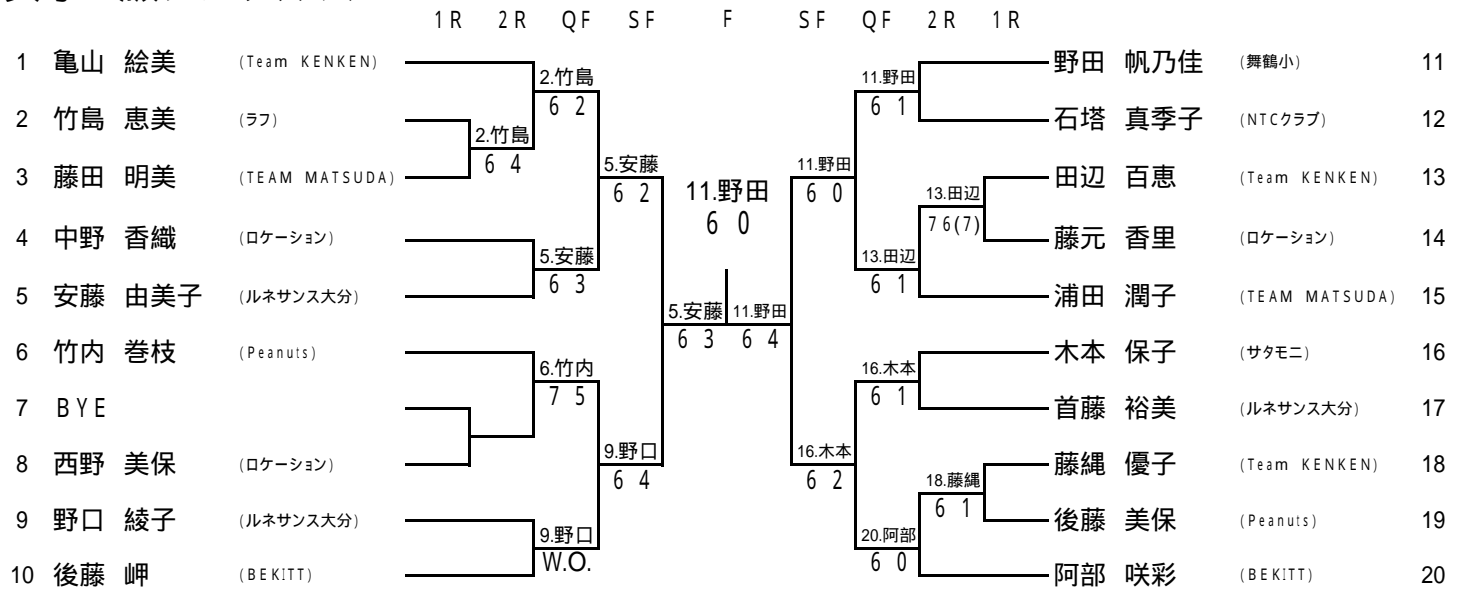 1R 2R QF SF F SF QF 2R 1R
1 亀山 絵美 (Team KENKEN)
2 竹島 恵美 (ラフ)
3 藤田 明美 (TEAM MATSUDA)
4 中野 香織 (ロケーション)
5 安藤 由美子 (ルネサンス大分)
6 竹内 巻枝 (Peanuts)
7 BYE
8 西野 美保 (ロケーション)
9 野口 綾子 (ルネサンス大分)
10 後藤 岬 (BEKITT)
2.竹島
6 4
2.竹島
6 2
5.安藤
6 3
6.竹内
7 5
9.野口
W.O.
5.安藤
6 2
9.野口
6 4
5.安藤
6 3
11.野田
6 0
11.野田
6 4
11.野田
6 0
16.木本
6 2
11.野田
6 1
13.田辺
6 1
16.木本
6 1
20.阿部
6 0
13.田辺
7 6(7)
18.藤縄
6 1
野田 帆乃佳 (舞鶴小) 11
石塔 真季子 (NTCクラブ) 12
田辺 百恵 (Team KENKEN) 13
藤元 香里 (ロケーション) 14
浦田 潤子 (TEAM MATSUDA) 15
木本 保子 (サタモニ) 16
首藤 裕美 (ルネサンス大分) 17
藤縄 優子 (Team KENKEN) 18
後藤 美保 (Peanuts) 19
阿部 咲彩 (BEKITT) 20